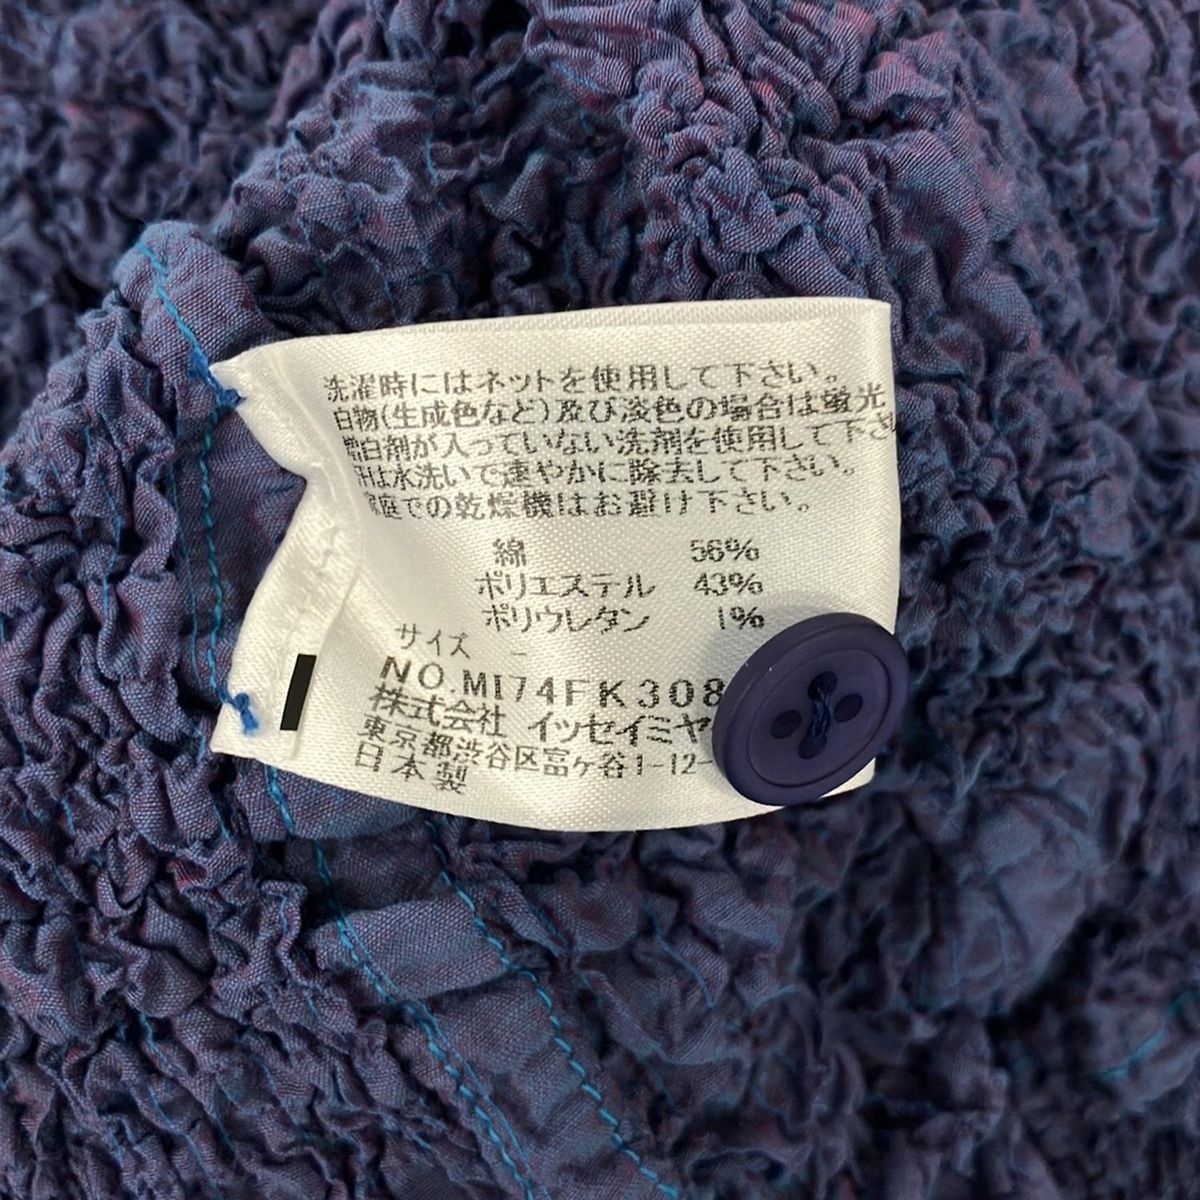 洗濯時にはネットを使用して下さい。
白物(生成色など)及び淡色の場合は蛍光
白剤が入っていない洗剤を使用して下さい
は水洗いで速やかに除去して下さい。
家庭での乾燥機はお避け下さい。
綿 56%
ポリエステル 43%
ポリウレタン 1%
サイズ -
NO.MI74FK308
株式会社 イッセイミヤ
東京都渋谷区富ヶ谷1-12-
日本製